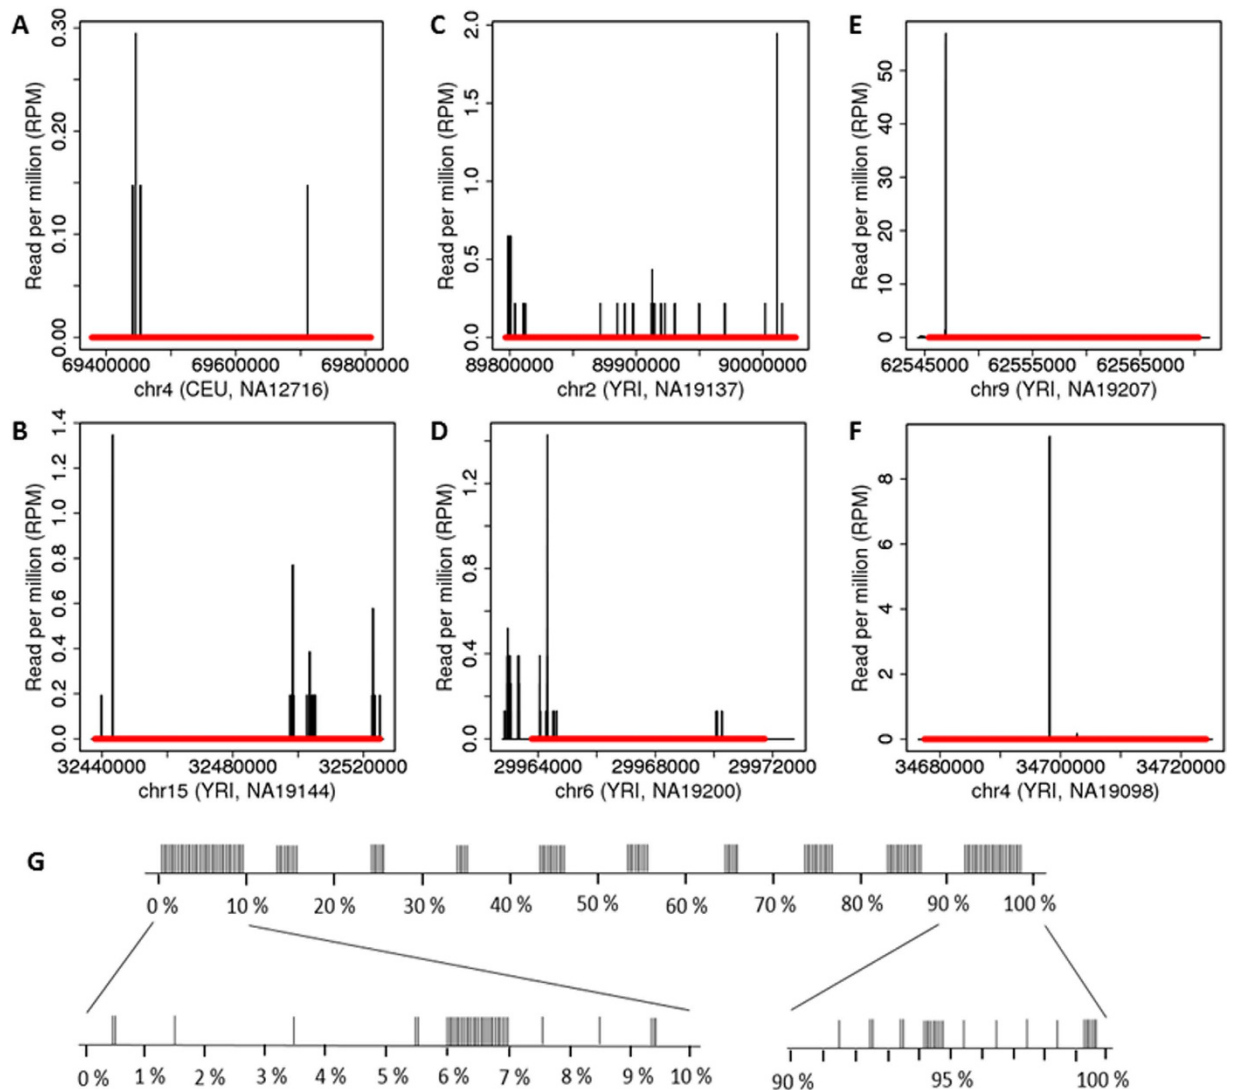 A
Read per million (RPM)
0.00 0.10 0.20 0.30
69400000 69600000 69800000
chr4 (CEU, NA12716)
C
Read per million (RPM)
0.0 0.5 1.0 1.5 2.0
89800000 89900000 90000000
chr2 (YRI, NA19137)
E
Read per million (RPM)
0 10 20 30 40 50
62545000 62555000 62565000
chr9 (YRI, NA19207)
B
Read per million (RPM)
0.0 0.2 0.4 0.6 0.8 1.0 1.2 1.4
32440000 32480000 32520000
chr15 (YRI, NA19144)
D
Read per million (RPM)
0.0 0.4 0.8 1.2
29964000 29968000 29972000
chr6 (YRI, NA19200)
F
Read per million (RPM)
0 2 4 6 8
34680000 34700000 34720000
chr4 (YRI, NA19098)
G
0 % 10 % 20 % 30 % 40 % 50 % 60 % 70 % 80 % 90 % 100 %
0 % 1 % 2 % 3 % 4 % 5 % 6 % 7 % 8 % 9 % 10 %
90 % 95 % 100 %